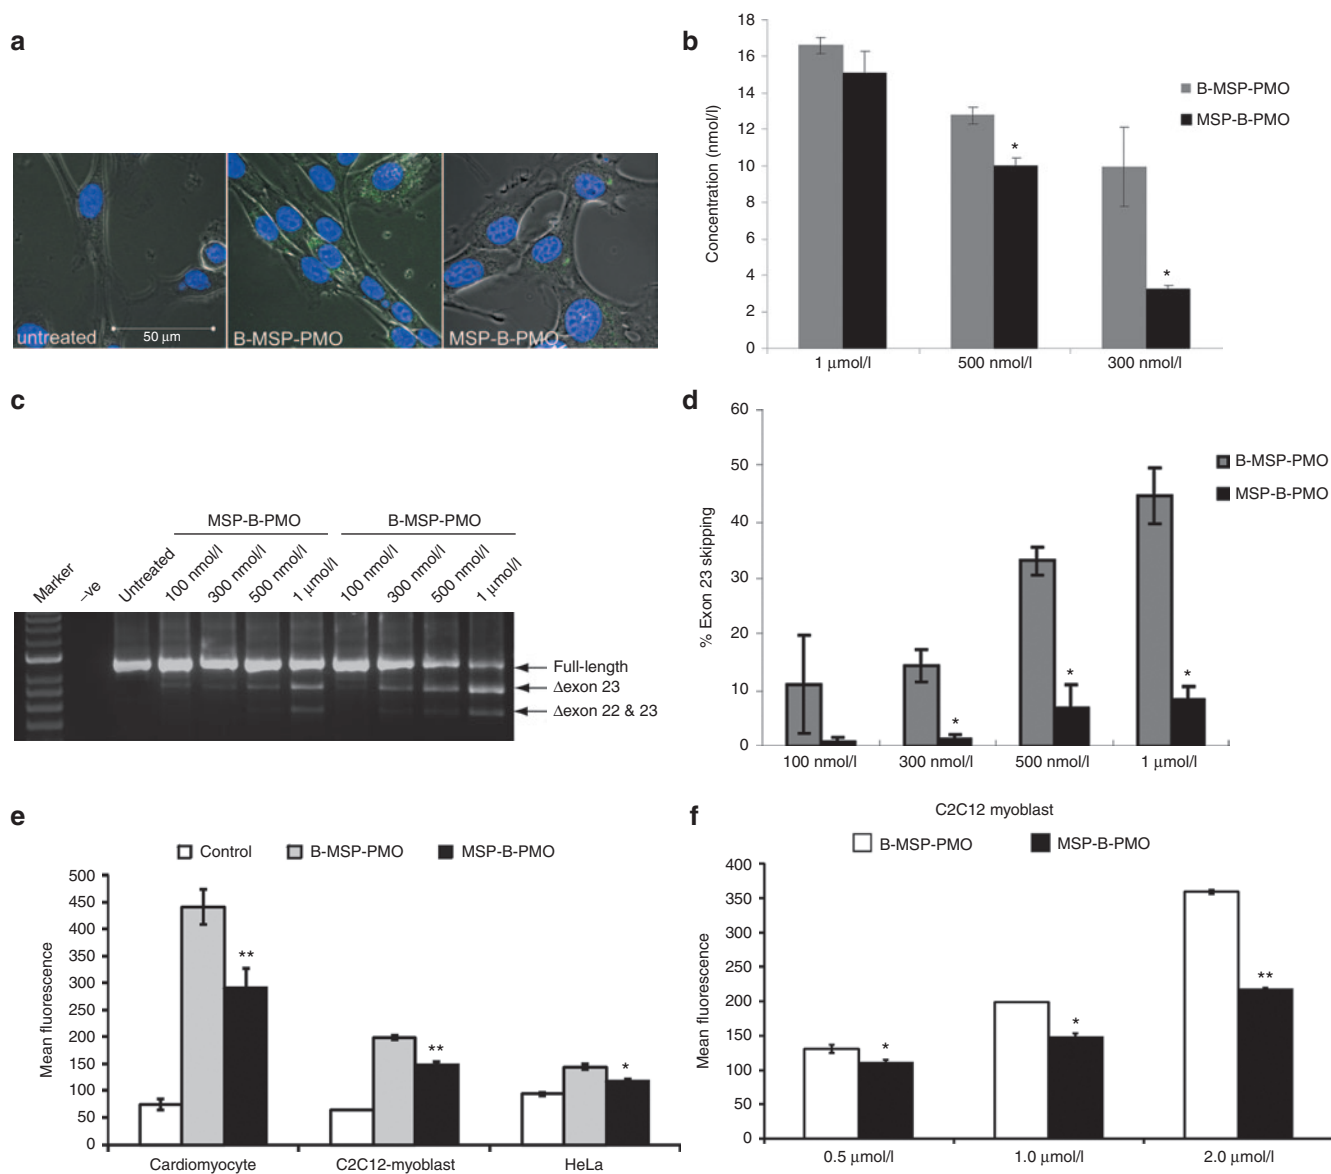 a
untreated
50 µm
B-MSP-PMO
MSP-B-PMO
b
18
16
14
12
10
8
6
4
2
0
Concentration (nmol/l)
B-MSP-PMO
MSP-B-PMO
*
*
1 µmol/l
500 nmol/l
300 nmol/l
c
MSP-B-PMO
B-MSP-PMO
Marker
–ve
Untreated
100 nmol/l
300 nmol/l
500 nmol/l
1 µmol/l
100 nmol/l
300 nmol/l
500 nmol/l
1 µmol/l
Full-length
Δexon 23
Δexon 22 & 23
d
60
50
40
30
20
10
0
% Exon 23 skipping
B-MSP-PMO
MSP-B-PMO
*
*
*
100 nmol/l
300 nmol/l
500 nmol/l
1 µmol/l
e
Control
B-MSP-PMO
MSP-B-PMO
500
450
400
350
300
250
200
150
100
50
0
Mean fluorescence
**
**
*
Cardiomyocyte
C2C12-myoblast
HeLa
f
C2C12 myoblast
B-MSP-PMO
MSP-B-PMO
400
350
300
250
200
150
100
50
0
Mean fluorescence
*
*
**
0.5 µmol/l
1.0 µmol/l
2.0 µmol/l